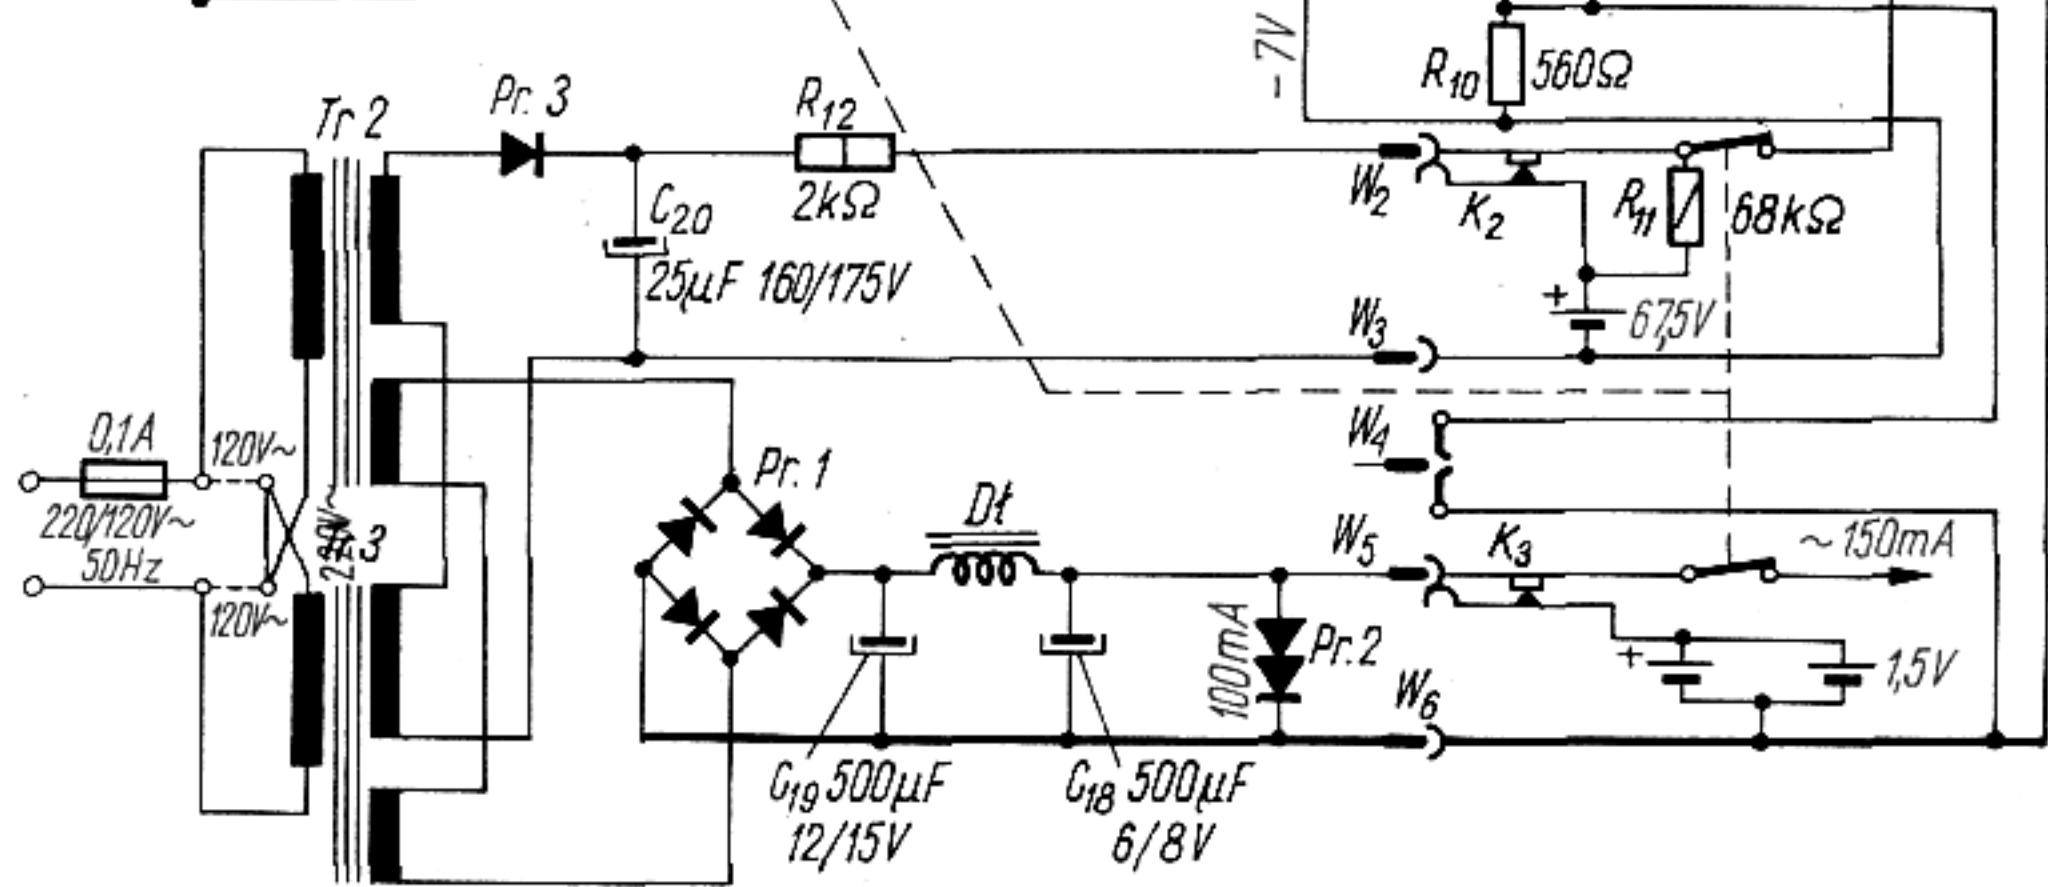 -7V
R10 560Ω
Tr 2
Pr. 3
R12
2kΩ
C20
25μF 160/175V
W2
K2
R11
68kΩ
W3
+
67,5V
0,1A
120V~
220/120V~
50Hz
120V~
Tr 3
Pr. 1
Dł
W4
W5
K3
~150mA
100mA
Pr. 2
+
1,5V
W6
C19 500μF
12/15V
C18 500μF
6/8V